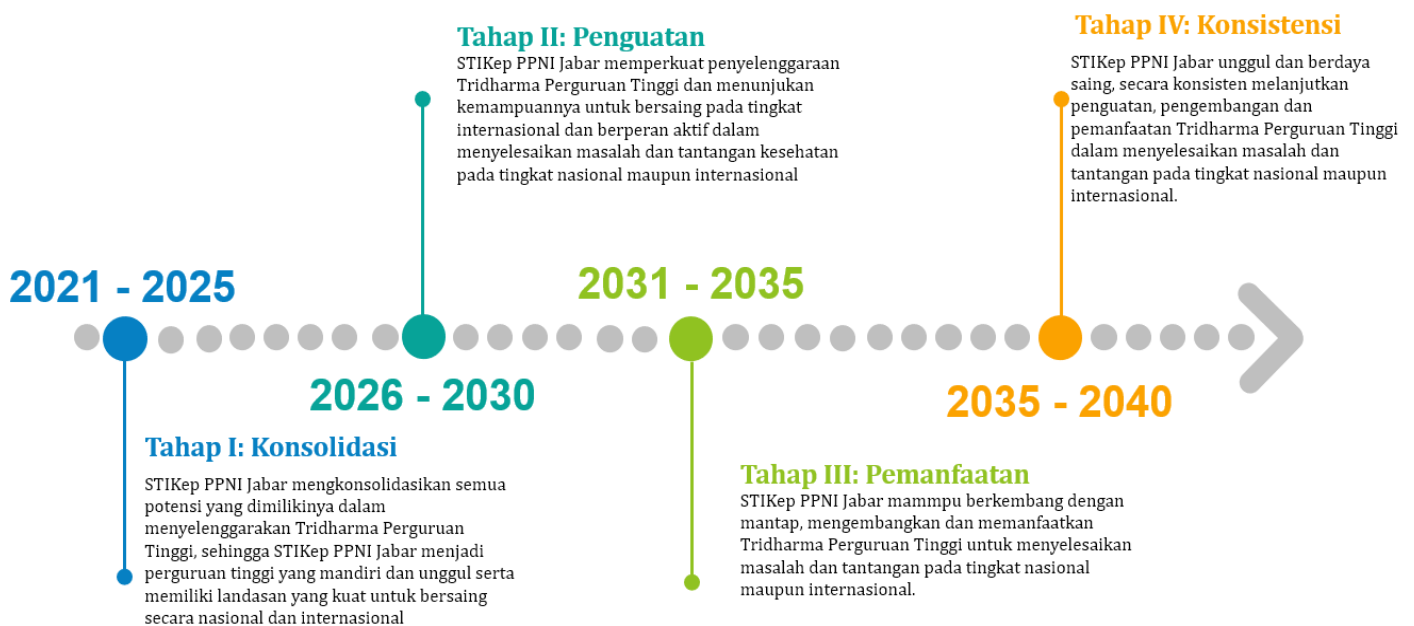 2021 - 2025
Tahap I: Konsolidasi
STIKep PPNI Jabar mengkonsolidasikan semua
potensi yang dimilikinya dalam
menyelenggarakan Tridharma Perguruan
Tinggi, sehingga STIKep PPNI Jabar menjadi
perguruan tinggi yang mandiri dan unggul serta
memiliki landasan yang kuat untuk bersaing
secara nasional dan internasional
Tahap II: Penguatan
STIKep PPNI Jabar memperkuat penyelenggaraan
Tridharma Perguruan Tinggi dan menunjukan
kemampuannya untuk bersaing pada tingkat
internasional dan berperan aktif dalam
menyelesaikan masalah dan tantangan kesehatan
pada tingkat nasional maupun internasional
2026 - 2030
2031 - 2035
Tahap III: Pemanfaatan
STIKep PPNI Jabar mammpu berkembang dengan
mantap, mengembangkan dan memanfaatkan
Tridharma Perguruan Tinggi untuk menyelesaikan
masalah dan tantangan pada tingkat nasional
maupun internasional.
Tahap IV: Konsistensi
STIKep PPNI Jabar unggul dan berdaya
saing, secara konsisten melanjutkan
penguatan, pengembangan dan
pemanfaatan Tridharma Perguruan Tinggi
dalam menyelesaikan masalah dan
tantangan pada tingkat nasional maupun
internasional.
2035 - 2040